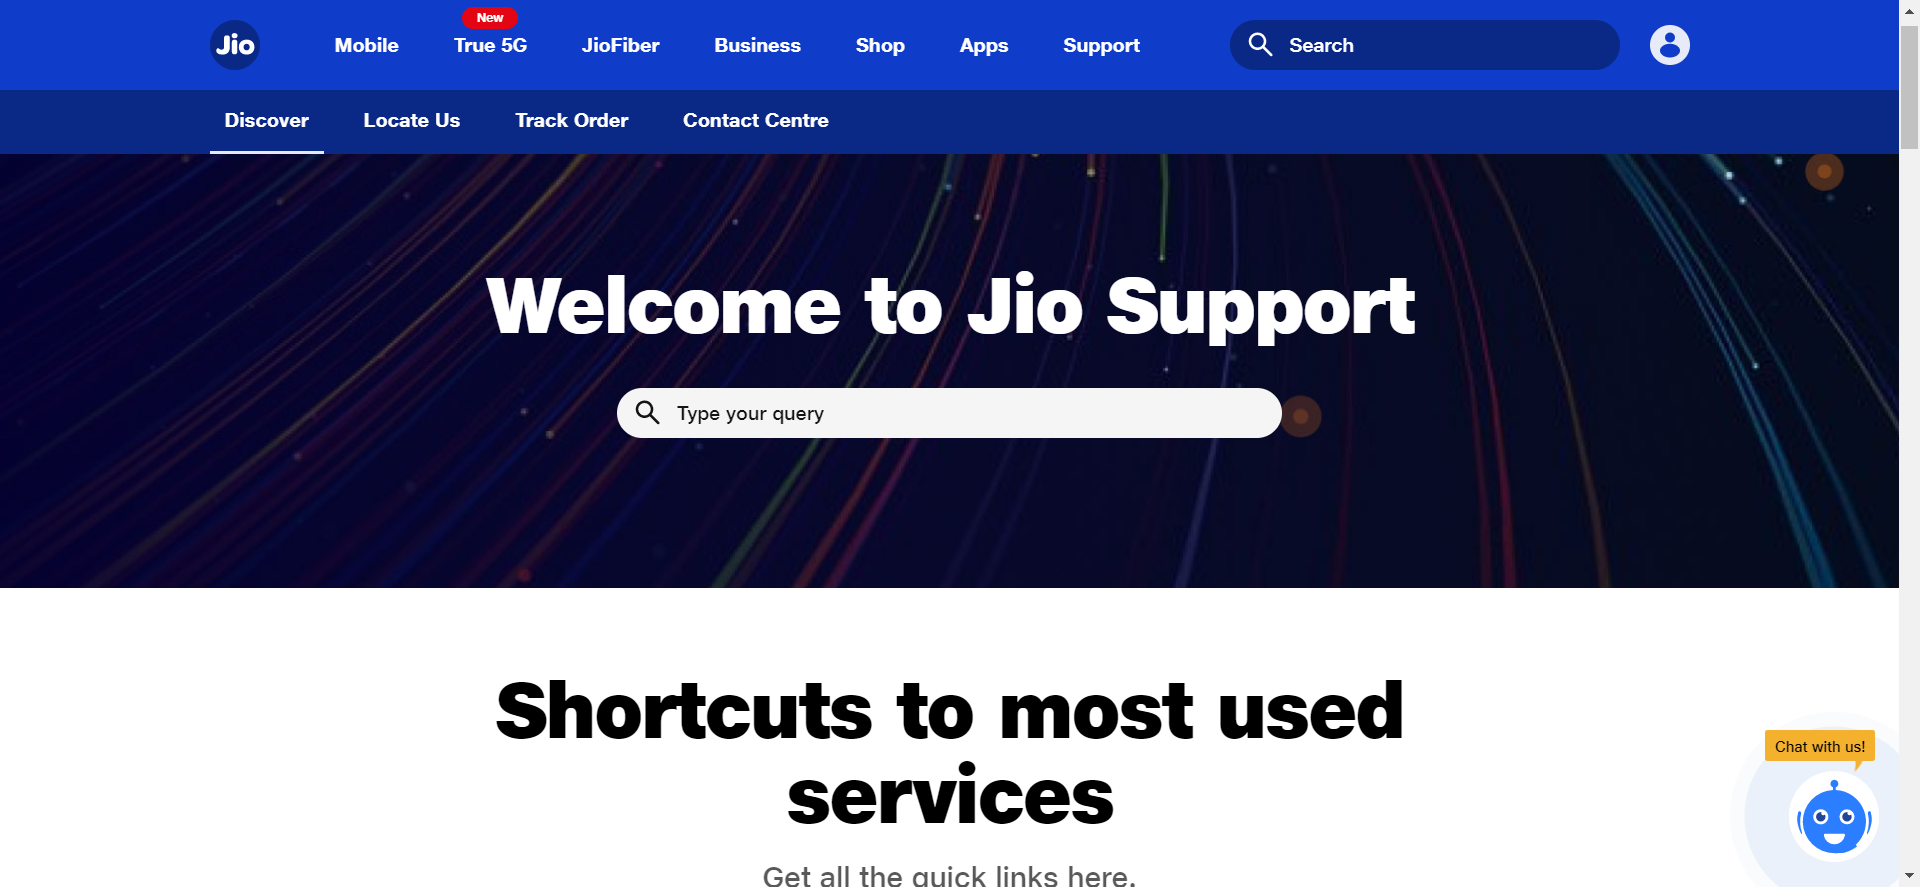 New
Jio Mobile True 5G JioFiber Business Shop Apps Support Search
Discover Locate Us Track Order Contact Centre
Welcome to Jio Support
Type your query
Shortcuts to most used
services
Chat with us!
Get all the quick links here.